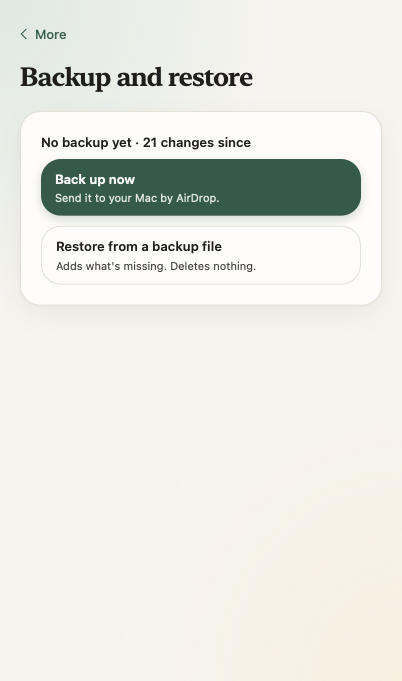 More
Backup and restore
No backup yet · 21 changes since
Back up now
Send it to your Mac by AirDrop.
Restore from a backup file
Adds what's missing. Deletes nothing.